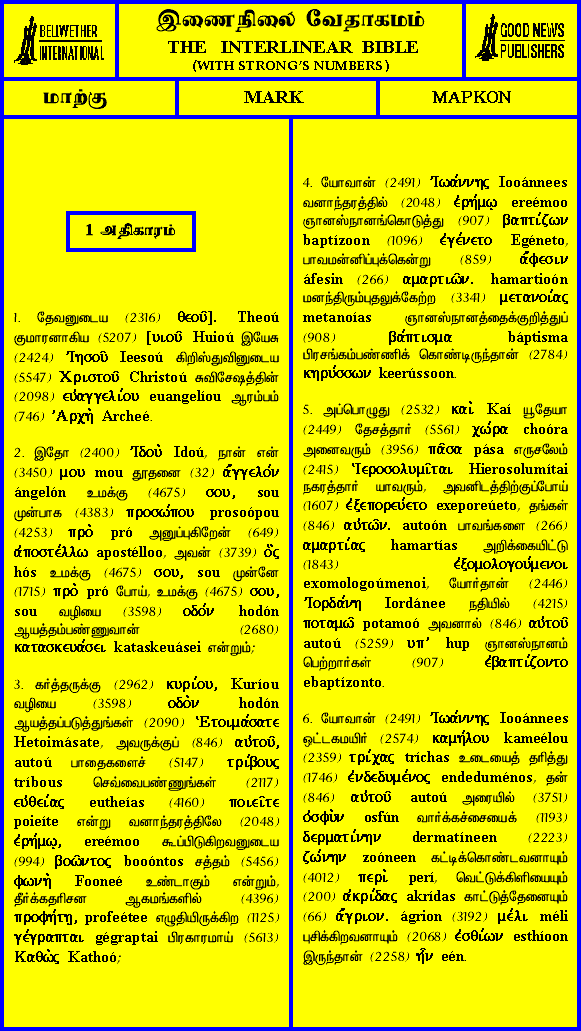 BELLWETHER
INTERNATIONAL
இணைநிலை வேதாகமம்
THE INTERLINEAR BIBLE
(WITH STRONG'S NUMBERS)
GOOD NEWS
PUBLISHERS
மாற்கு
MARK
ΜΑΡΚΟΝ
1 அதிகாரம்
1. தேவனுடைய (2316) θεοῦ]. Theoú
குமாரனாகிய (5207) [υιοῦ Huioú இயேசு
(2424) Ἰησοῦ Ieesoú கிறிஸ்துவினுடைய
(5547) Χριστοῦ Christoú சுவிசேஷத்தின்
(2098) εὐαγγελίου euangelíou ஆரம்பம்
(746) Ἀρχὴ Archeé.
2. இதோ (2400) Ἰδοὺ Idoú, நான் என்
(3450) μου mou தூதனை (32) ἄγγελόν
ángelón உமக்கு (4675) σου, sou
முன்பாக (4383) προσώπου prosoópou
(4253) πρὸ pró அனுப்புகிறேன் (649)
ἀποστέλλω apostélloo, அவன் (3739) ὃς
hós உமக்கு (4675) σου, sou முன்னே
(1715) πρὸ pró போய், உமக்கு (4675) σου,
sou வழியை (3598) οδόν hodón
ஆயத்தம்பண்ணுவான் (2680)
κατασκευάσει kataskeuásei என்றும்;
3. கர்த்தருக்கு (2962) κυρίου, Kuríou
வழியை (3598) οδὸν hodón
ஆயத்தப்படுத்துங்கள் (2090) Ἑτοιμάσατε
Hetoimásate, அவருக்குப் (846) αὐτοῦ,
autoú பாதைகளைச் (5147) τρίβους
tríbous செவ்வைபண்ணுங்கள் (2117)
εὐθείας eutheías (4160) ποιεῖτε
poieíte என்று வனாந்தரத்திலே (2048)
ἐρήμῳ, ereémoo கூப்பிடுகிறவனுடைய
(994) βοῶντος booóntos சத்தம் (5456)
φωνὴ Fooneé உண்டாகும் என்றும்,
தீர்க்கதரிசன ஆகமங்களில் (4396)
προφήτῃ, profeétee எழுதியிருக்கிற (1125)
γέγραπται gégraptai பிரகாரமாய் (5613)
Καθὼς Kathoó;
4. யோவான் (2491) Ἰωάννης Iooánnees
வனாந்தரத்தில் (2048) ἐρήμῳ ereémoo
ஞானஸ்நானங்கொடுத்து (907) βαπτίζων
baptízoon (1096) ἐγένετο Egéneto,
பாவமன்னிப்புக்கென்று (859) ἄφεσιν
áfesin (266) αμαρτιῶν. hamartioón
மனந்திரும்புதலுக்கேற்ற (3341) μετανοίας
metanoías ஞானஸ்நானத்தைக்குறித்துப்
(908) βάπτισμα báptisma
பிரசங்கம்பண்ணிக் கொண்டிருந்தான் (2784)
κηρύσσων keerússoon.
5. அப்பொழுது (2532) καὶ Kaí யூதேயா
(2449) தேசத்தார் (5561) χώρα choóra
அனைவரும் (3956) πᾶσα pása எருசலேம்
(2415) Ἱεροσολυμῖται Hierosolumítai
நகரத்தார் யாவரும், அவனிடத்திற்குப்போய்
(1607) ἐξεπορεύετο exeporeúeto, தங்கள்
(846) αὐτῶν. autoón பாவங்களை (266)
αμαρτίας hamartías அறிக்கையிட்டு
(1843) ἐξομολογούμενοι
exomologoúmenoi, யோர்தான் (2446)
Ἰορδάνη Iordánee நதியில் (4215)
ποταμῶ potamoó அவனால் (846) αὐτοῦ
autoú (5259) υπ' hup ஞானஸ்நானம்
பெற்றார்கள் (907) ἐβαπτίζοντο
ebaptízonto.
6. யோவான் (2491) Ἰωάννης Iooánnees
ஒட்டகமயிர் (2574) καμήλου kameélou
(2359) τρίχας tríchas உடையைத் தரித்து
(1746) ἐνδεδυμένος endeduménos, தன்
(846) αὐτοῦ autoú அரையில் (3751)
ὀσφὺν osfún வார்க்கச்சையைக் (1193)
δερματίνην dermatíneen (2223)
ζώνην zoóneen கட்டிக்கொண்டவனாயும்
(4012) περὶ perí, வெட்டுக்கிளியையும்
(200) ἀκρίδας akrídas காட்டுத்தேனையும்
(66) ἄγριον. ágrion (3192) μέλι méli
புசிக்கிறவனாயும் (2068) ἐσθίων esthíoon
இருந்தான் (2258) ἦν eén.